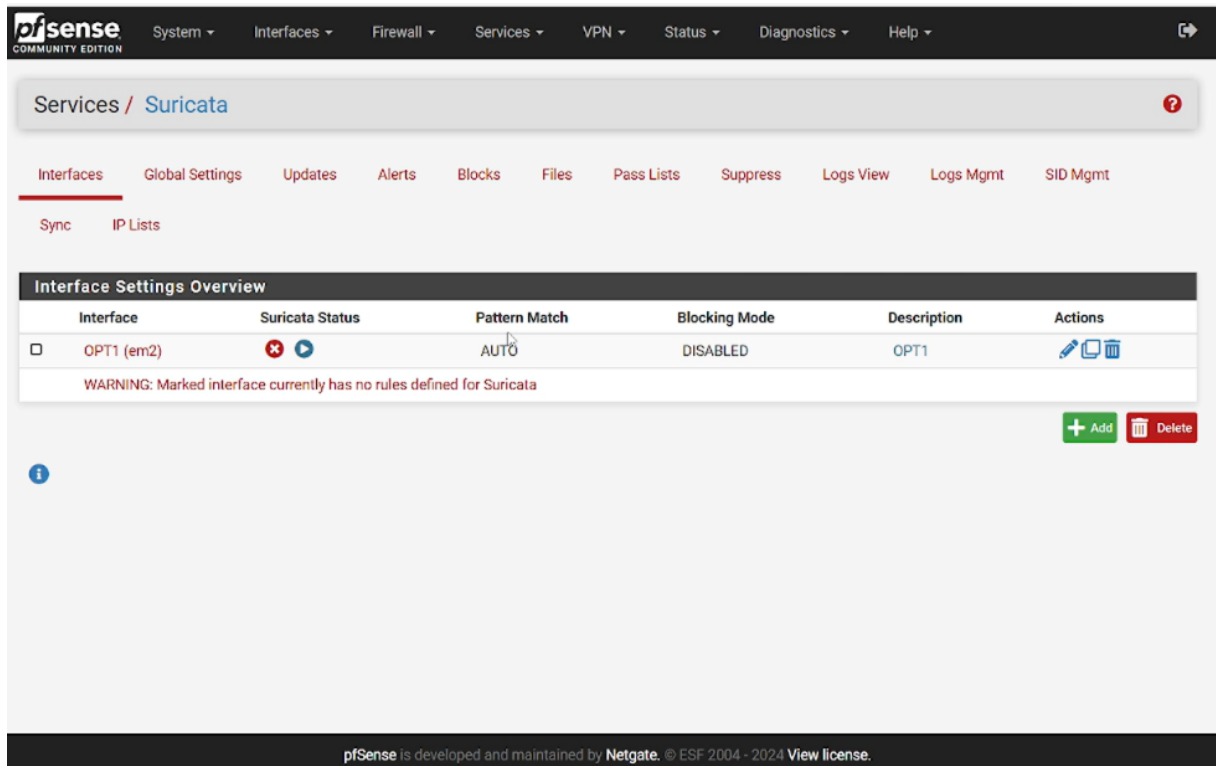 pfsense
COMMUNITY EDITION
System Interfaces Firewall Services VPN Status Diagnostics Help
Services / Suricata
Interfaces Global Settings Updates Alerts Blocks Files Pass Lists Suppress Logs View Logs Mgmt SID Mgmt
Sync IP Lists
Interface Settings Overview
Interface Suricata Status Pattern Match Blocking Mode Description Actions
OPT1 (em2) AUTO DISABLED OPT1
WARNING: Marked interface currently has no rules defined for Suricata
Add Delete
pfSense is developed and maintained by Netgate. © ESF 2004 - 2024 View license.